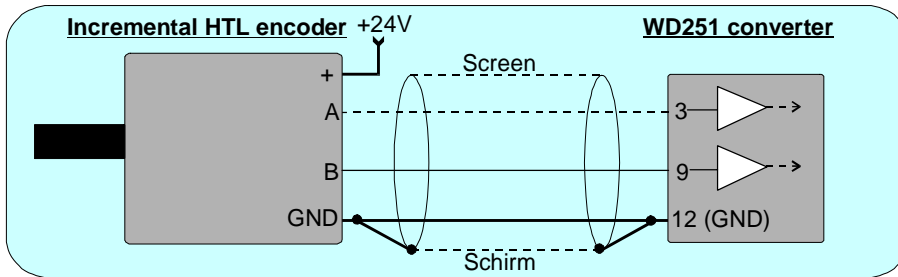 Incremental HTL encoder +24V WD251 converter
Screen
+
A 3
B 9
GND 12 (GND)
Schirm